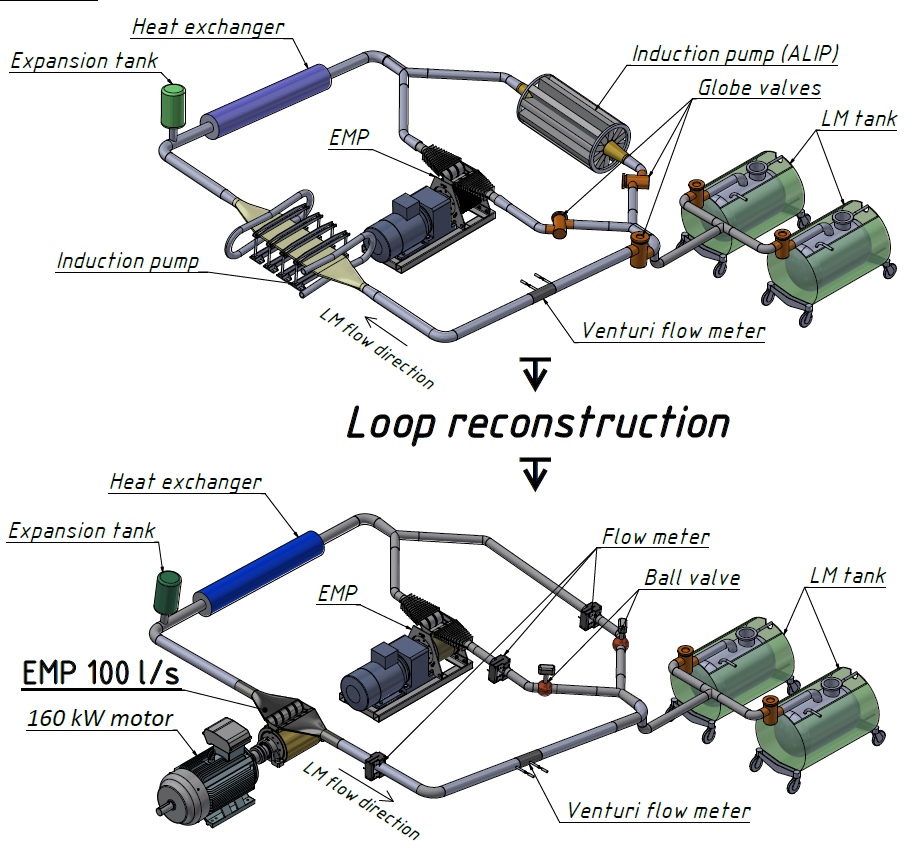 Heat exchanger
Expansion tank
Induction pump (ALIP)
Globe valves
LM tank
EMP
Induction pump
LM flow direction
Venturi flow meter
Loop reconstruction
Heat exchanger
Expansion tank
Flow meter
Ball valve
LM tank
EMP
EMP 100 l/s
160 kW motor
LM flow direction
Venturi flow meter